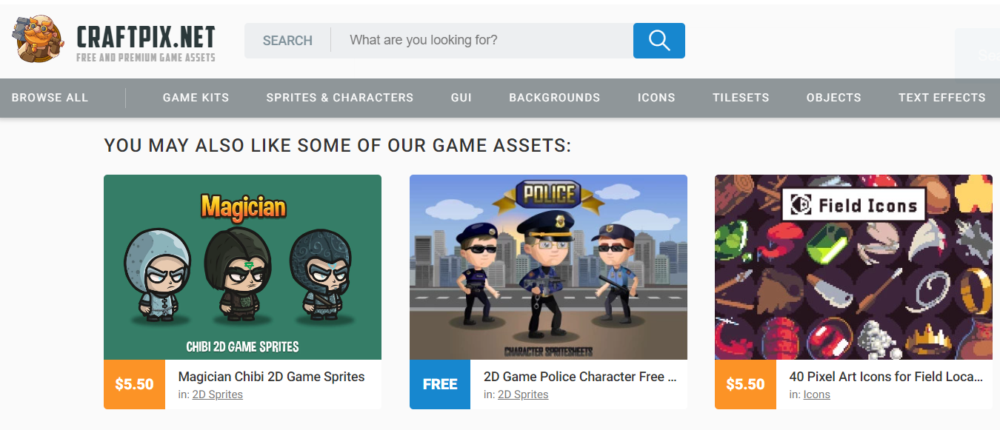 CRAFTPIX.NET
FREE AND PREMIUM GAME ASSETS
SEARCH
What are you looking for?
BROWSE ALL
GAME KITS
SPRITES & CHARACTERS
GUI
BACKGROUNDS
ICONS
TILESETS
OBJECTS
TEXT EFFECTS
YOU MAY ALSO LIKE SOME OF OUR GAME ASSETS:
Magician
CHIBI 2D GAME SPRITES
$5.50
Magician Chibi 2D Game Sprites
in: 2D Sprites
POLICE
CHARACTER SPRITESHEETS
FREE
2D Game Police Character Free ...
in: 2D Sprites
Field Icons
$5.50
40 Pixel Art Icons for Field Loca...
in: Icons